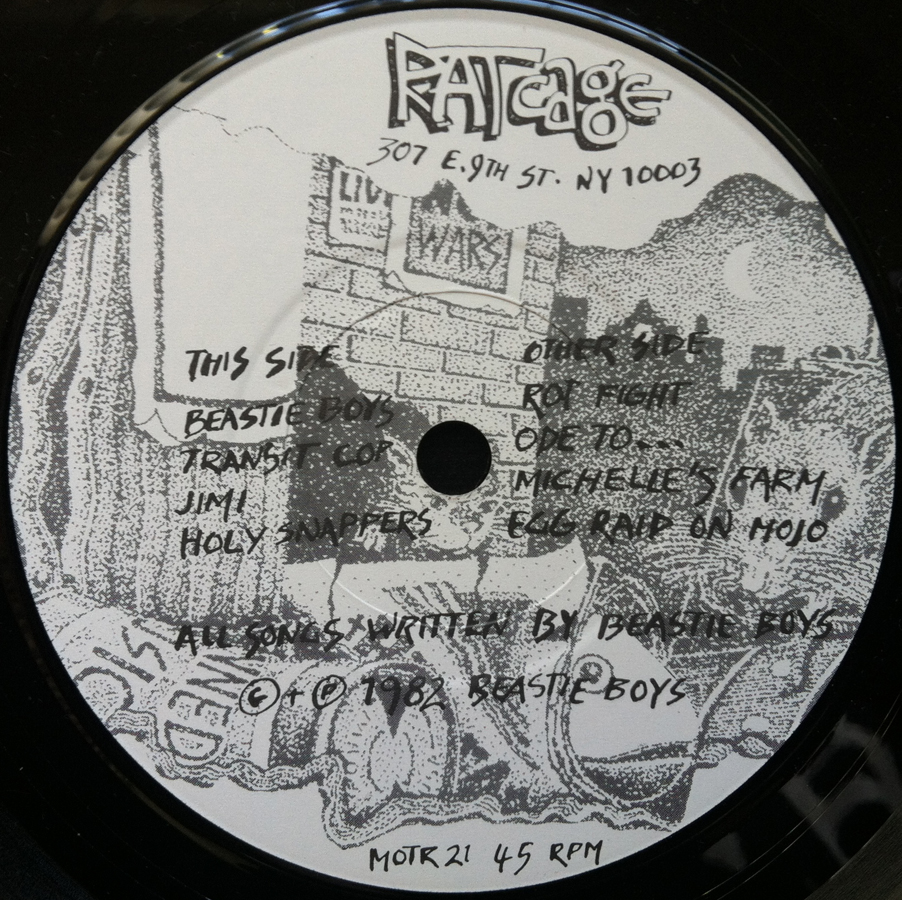 RATcage
307 E.9TH ST. NY 10003
WARS
THIS SIDE
BEASTIE BOYS
TRANSIT COP
JIMI
HOLY SNAPPERS
OTHER SIDE
ROT FIGHT
ODE TO...
MICHELLE'S FARM
EGG RAID ON MOJO
ALL SONGS WRITTEN BY BEASTIE BOYS
© + ℗ 1982 BEASTIE BOYS
MOTR 21 45 RPM